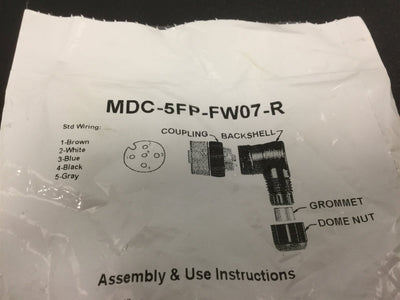 MDC-5FP-FW07-R
Std Wiring:
COUPLING
BACKSHELL
1-Brown
2-White
3-Blue
4-Black
5-Gray
GROMMET
DOME NUT
Assembly & Use Instructions